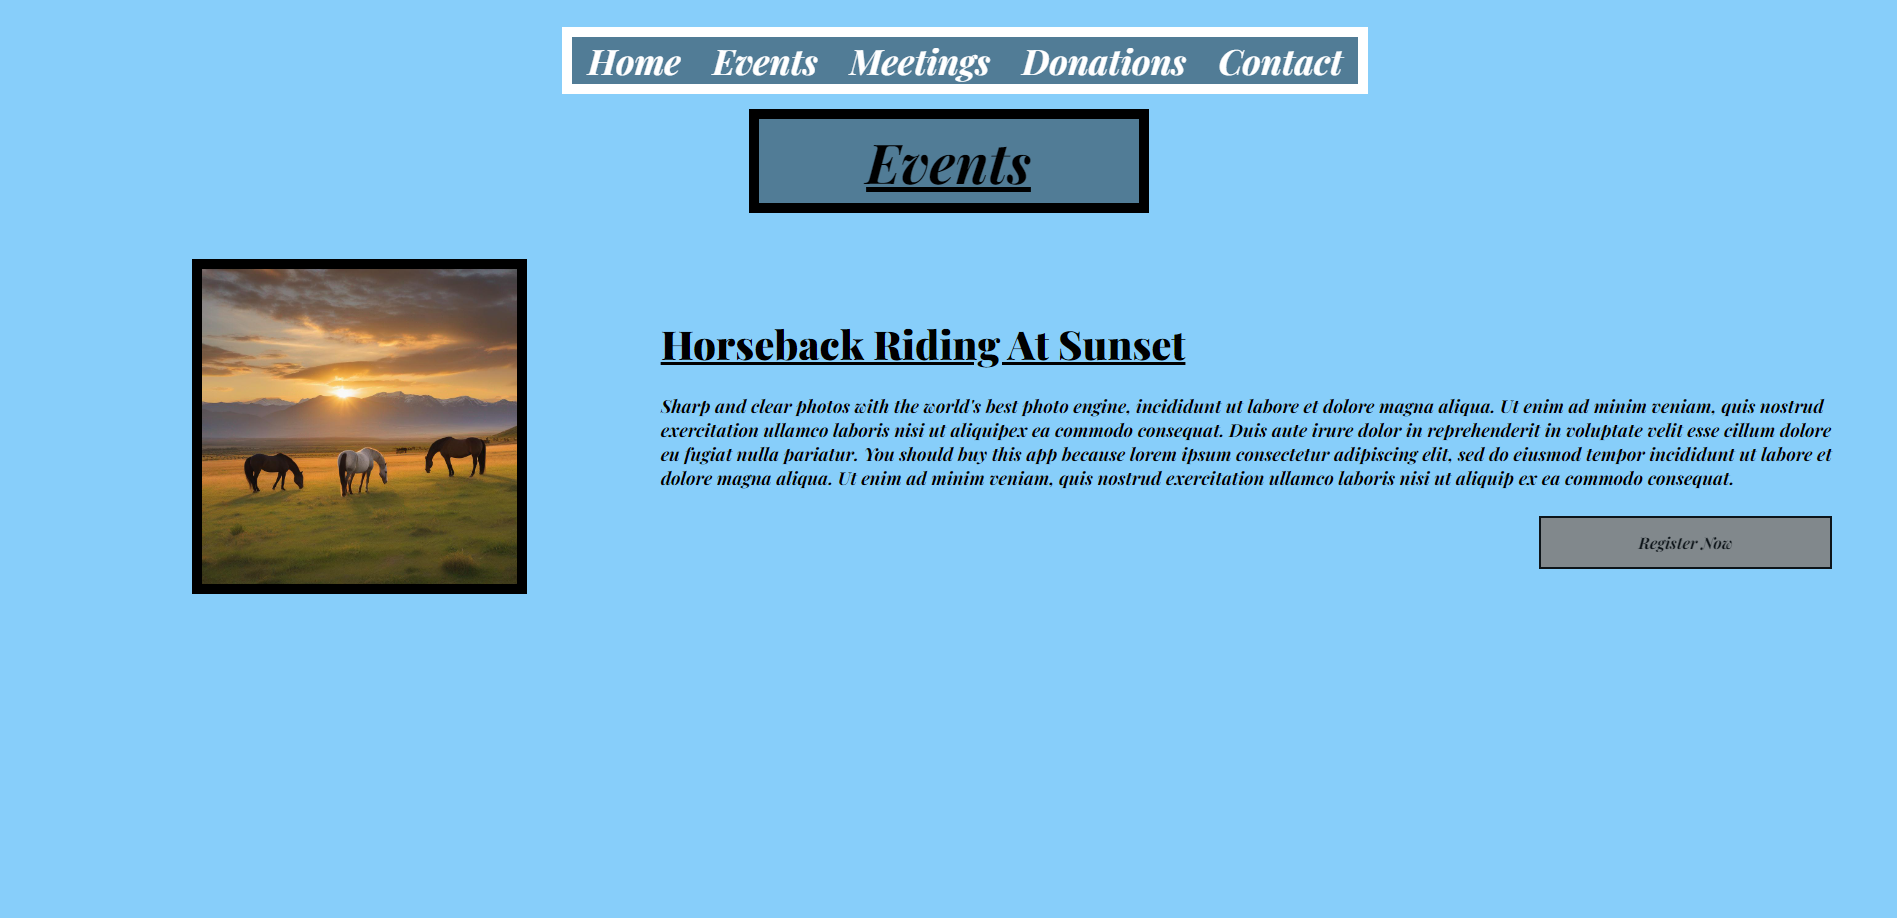 Home Events Meetings Donations Contact
Events
Horseback Riding At Sunset
Sharp and clear photos with the world's best photo engine, incididunt ut labore et dolore magna aliqua. Ut enim ad minim veniam, quis nostrud
exercitation ullamco laboris nisi ut aliquipex ea commodo consequat. Duis aute irure dolor in reprehenderit in voluptate velit esse cillum dolore
eu fugiat nulla pariatur. You should buy this app because lorem ipsum consectetur adipiscing elit, sed do eiusmod tempor incididunt ut labore et
dolore magna aliqua. Ut enim ad minim veniam, quis nostrud exercitation ullamco laboris nisi ut aliquip ex ea commodo consequat.
Register Now